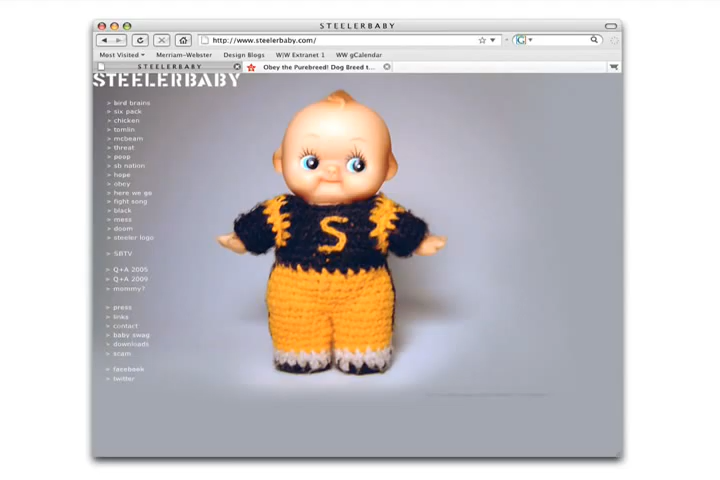 STEELERBABY
http://www.steelerbaby.com/
G
Most Visited Merriam-Webster Design Blogs W|W Extranet 1 WW gCalendar
STEELERBABY Obey the Purebreed! Dog Breed t...
STEELERBABY
> bird brains
> six pack
> chicken
> tomlin
> mcbeam
> threat
> poop
> sb nation
> hope
> obey
> here we go
> fight song
> black
> mess
> doom
> steeler logo
> SBTV
> Q+A 2005
> Q+A 2009
> mommy?
> press
> links
> contact
> baby swag
> downloads
> scam
> facebook
> twitter
S